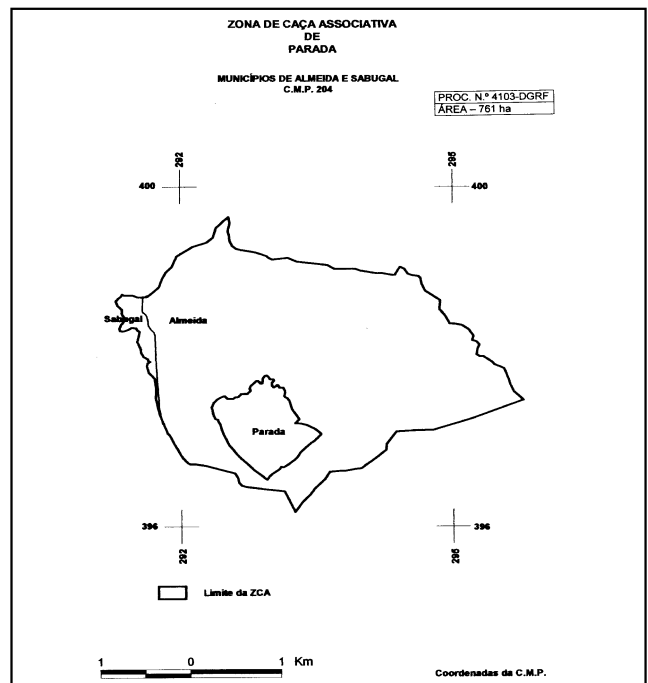 ZONA DE CAÇA ASSOCIATIVA
DE
PARADA
MUNICÍPIOS DE ALMEIDA E SABUGAL
C.M.P. 204
PROC. N.º 4103-DGRF
ÁREA – 761 ha
292
295
400
400
Sabugal
Almeida
Parada
396
396
292
295
Limite da ZCA
1 0 1 Km
Coordenadas da C.M.P.